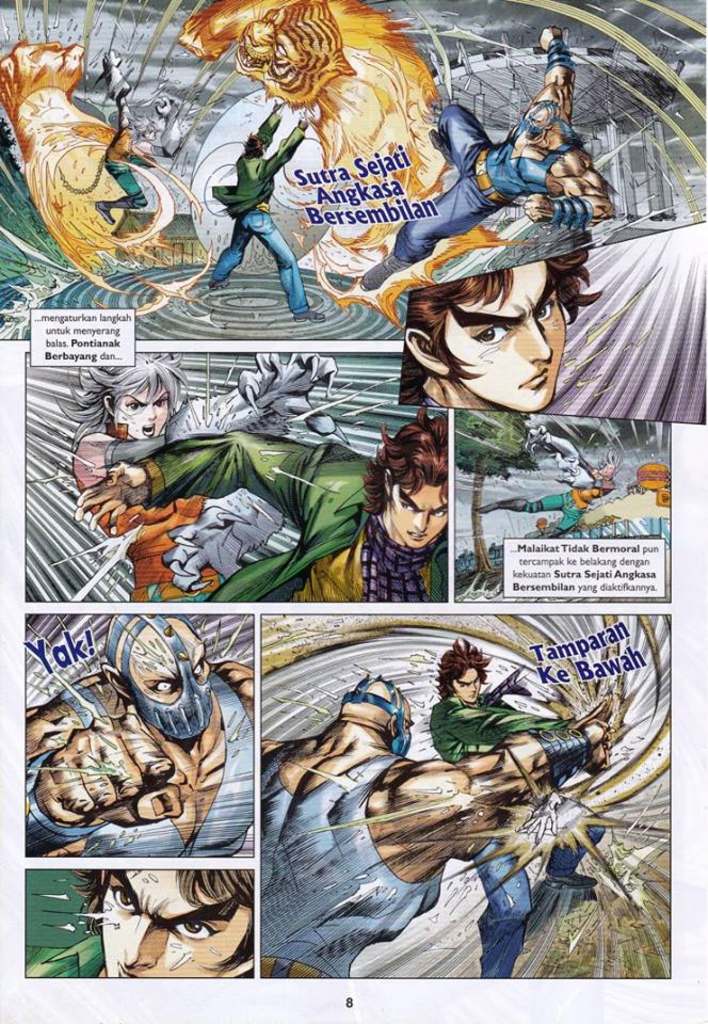 Sutra Sejati
Angkasa
Bersembilan
...mengaturkan langkah
untuk menyerang
balas. Pontianak
Berbayang dan...
...Malaikat Tidak Bermoral pun
tercampak ke belakang dengan
kekuatan Sutra Sejati Angkasa
Bersembilan yang diaktifkannya.
Yak!
Tamparan
Ke Bawah
8